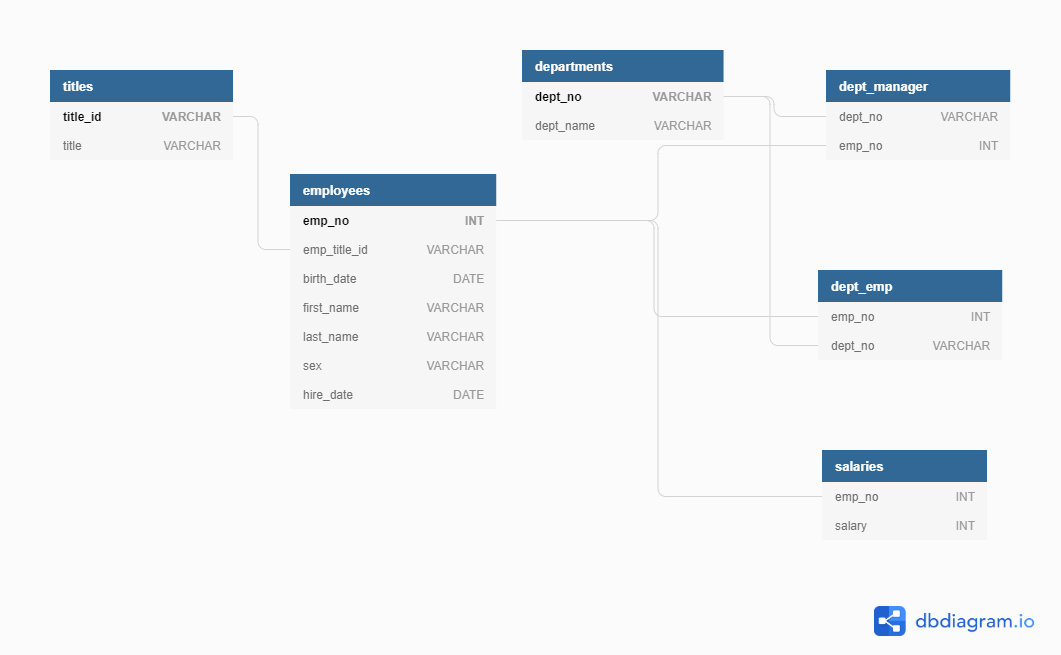 titles
title_id VARCHAR
title VARCHAR
employees
emp_no INT
emp_title_id VARCHAR
birth_date DATE
first_name VARCHAR
last_name VARCHAR
sex VARCHAR
hire_date DATE
departments
dept_no VARCHAR
dept_name VARCHAR
dept_manager
dept_no VARCHAR
emp_no INT
dept_emp
emp_no INT
dept_no VARCHAR
salaries
emp_no INT
salary INT
dbdiagram.io